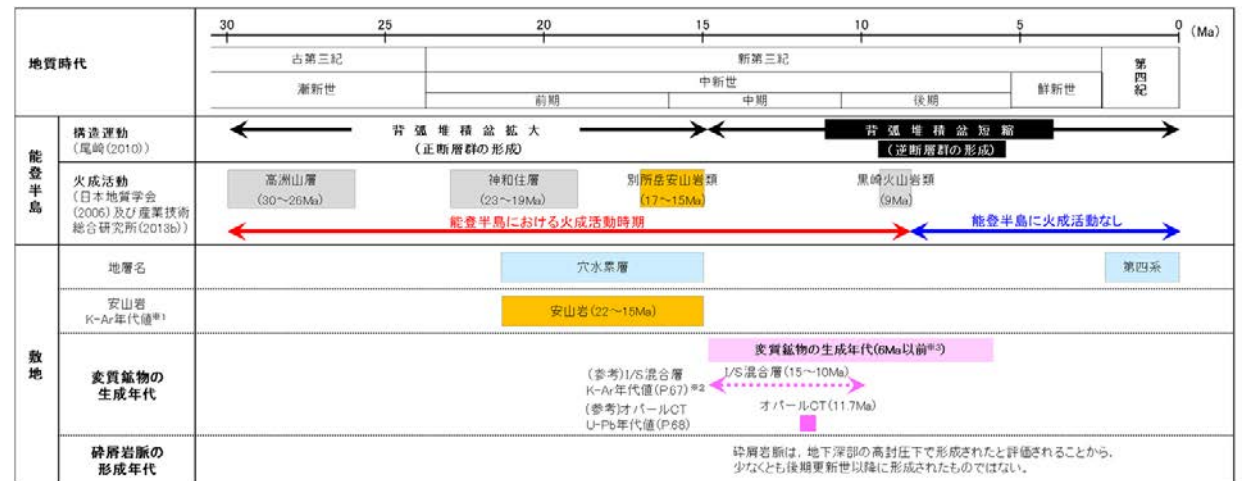 30 25 20 15 10 5 0 (Ma)
地質時代
古第三紀 新第三紀 第四紀
漸新世 中新世 鮮新世
前期 中期 後期
能登半島
構造運動
(尾崎(2010))
背弧堆積盆拡大
(正断層群の形成)
背弧堆積盆短縮
(逆断層群の形成)
火成活動
(日本地質学会
(2006)及び産業技術
総合研究所(2013b))
高洲山層
(30～26Ma)
神和住層
(23～19Ma)
別所岳安山岩類
(17～15Ma)
黒崎火山岩類
(9Ma)
能登半島における火成活動時期
能登半島に火成活動なし
敷地
地層名
穴水累層
第四系
安山岩
K-Ar年代値※1
安山岩(22～15Ma)
変質鉱物の
生成年代
変質鉱物の生成年代(6Ma以前※3)
(参考)I/S混合層
K-Ar年代値(P.67)※2
I/S混合層(15～10Ma)
(参考)オパールCT
U-Pb年代値(P.68)
オパールCT(11.7Ma)
砕屑岩脈の
形成年代
砕屑岩脈は，地下深部の高封圧下で形成されたと評価されることから，
少なくとも後期更新世以降に形成されたものではない。